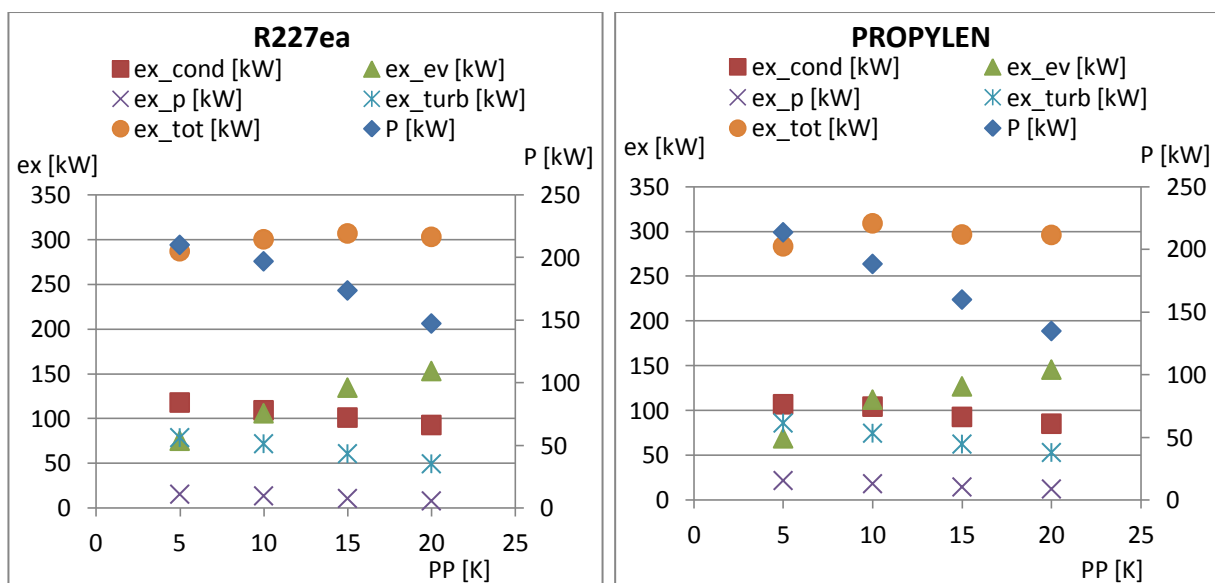 R227ea
ex_cond [kW] ex_ev [kW]
ex_p [kW] ex_turb [kW]
ex_tot [kW] P [kW]
ex [kW] P [kW]
350 250
300 200
250
200 150
150 100
100
50 50
0 0
0 5 10 15 20 25
PP [K]
PROPYLEN
ex_cond [kW] ex_ev [kW]
ex_p [kW] ex_turb [kW]
ex_tot [kW] P [kW]
ex [kW] P [kW]
350 250
300 200
250
200 150
150 100
100
50 50
0 0
0 5 10 15 20 25
PP [K]